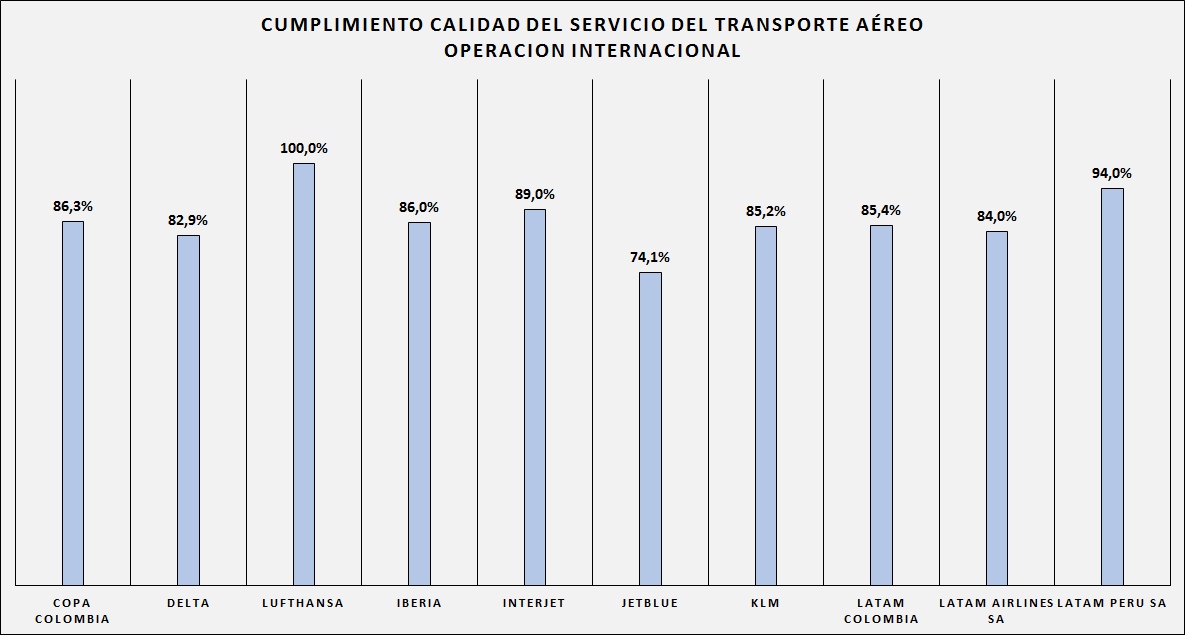 CUMPLIMIENTO CALIDAD DEL SERVICIO DEL TRANSPORTE AÉREO
OPERACION INTERNACIONAL
86,3%
82,9%
100,0%
86,0%
89,0%
74,1%
85,2%
85,4%
84,0%
94,0%
COPA
COLOMBIA
DELTA
LUFTHANSA
IBERIA
INTERJET
JETBLUE
KLM
LATAM
COLOMBIA
LATAM AIRLINES
SA
LATAM PERU SA